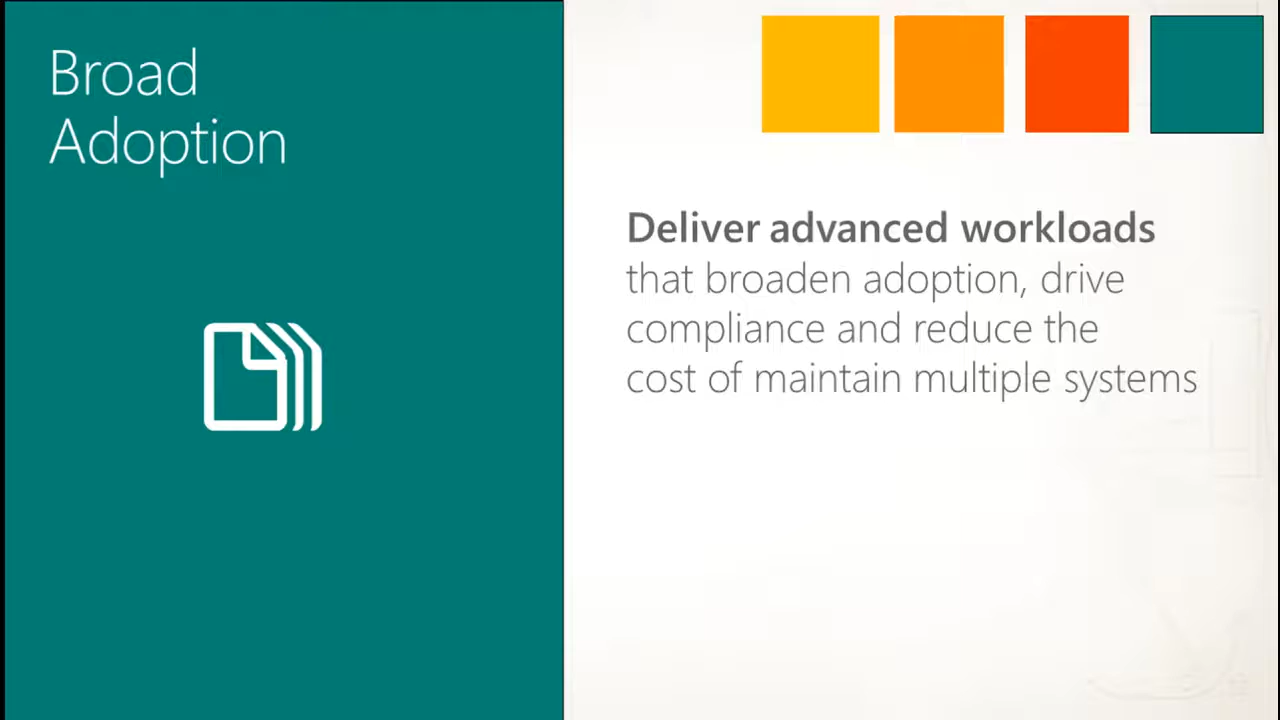 Broad
Adoption
Deliver advanced workloads
that broaden adoption, drive
compliance and reduce the
cost of maintain multiple systems